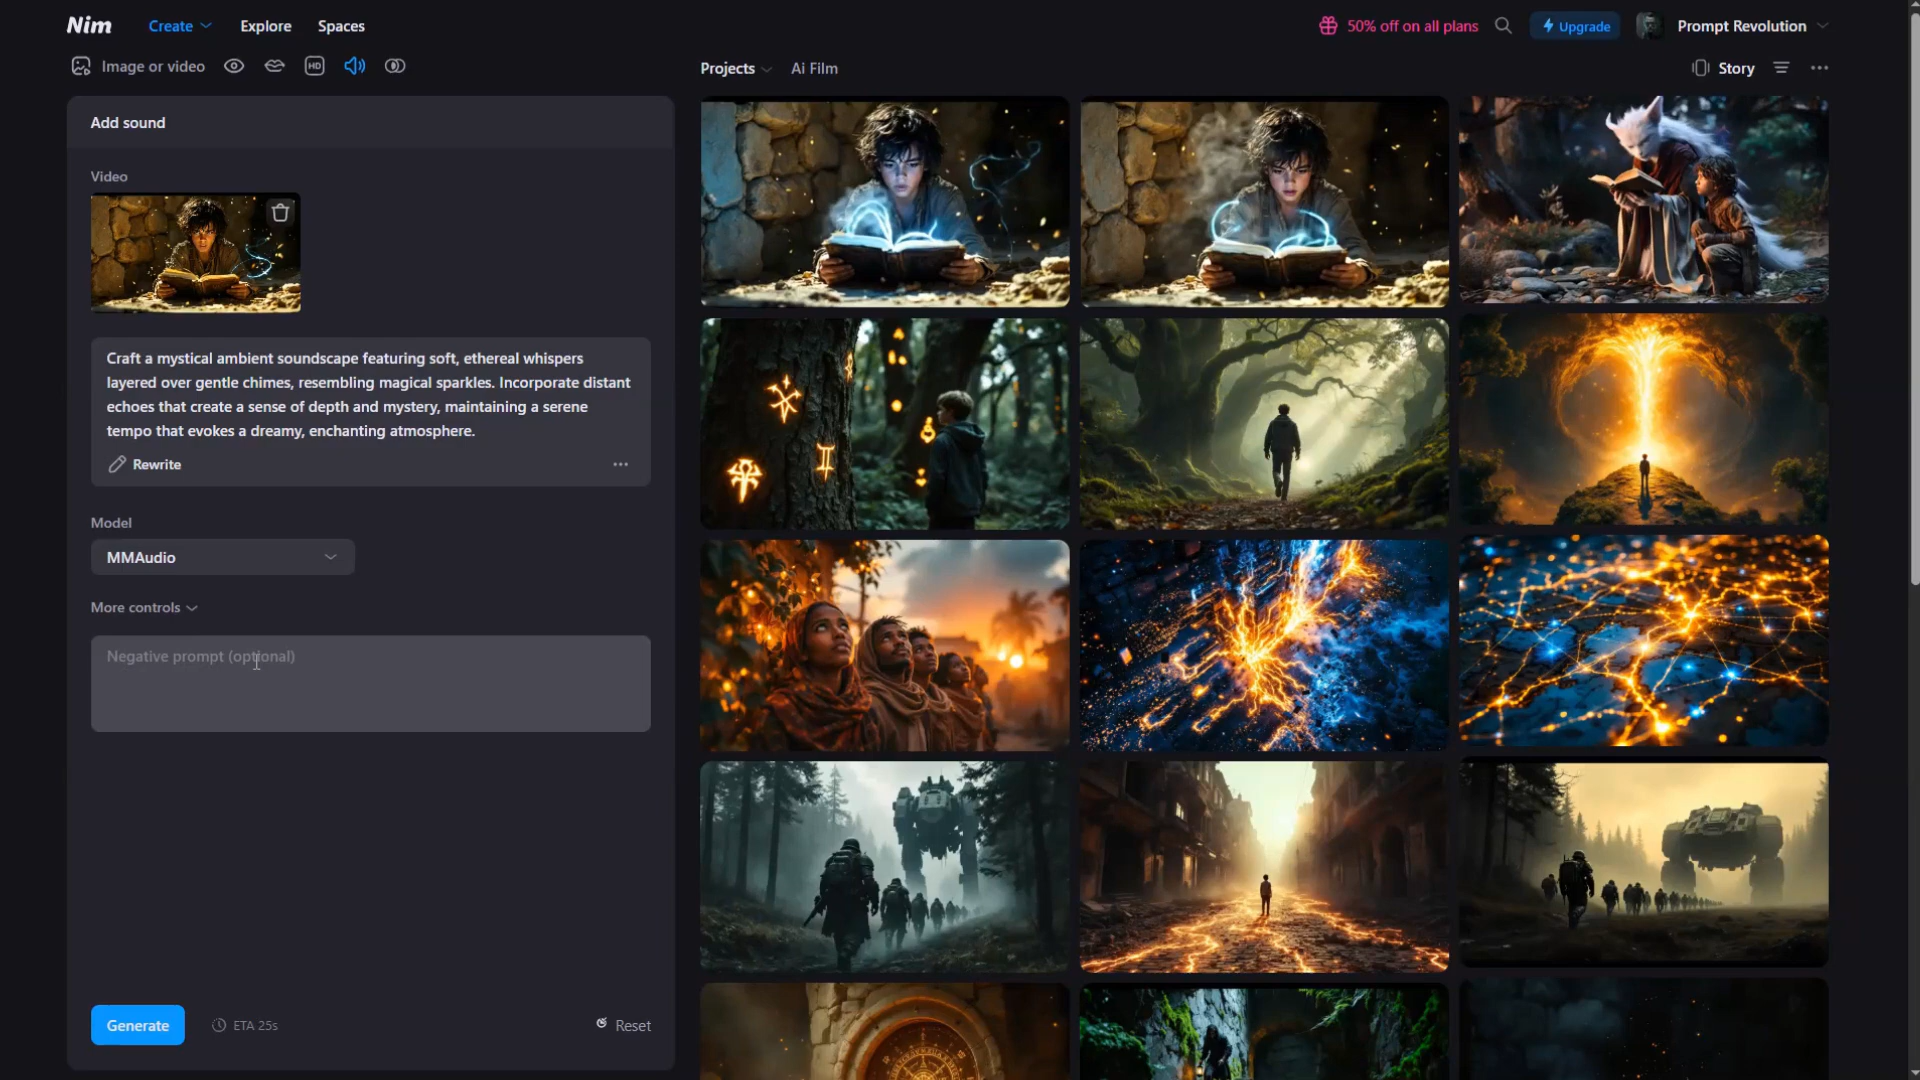 Nim
Create
Explore
Spaces
50% off on all plans
Upgrade
Prompt Revolution
Image or video
HD
Projects
Ai Film
Story
Add sound
Video
Craft a mystical ambient soundscape featuring soft, ethereal whispers
layered over gentle chimes, resembling magical sparkles. Incorporate distant
echoes that create a sense of depth and mystery, maintaining a serene
tempo that evokes a dreamy, enchanting atmosphere.
Rewrite
Model
MMAudio
More controls
Negative prompt (optional)
Generate
ETA 25s
Reset